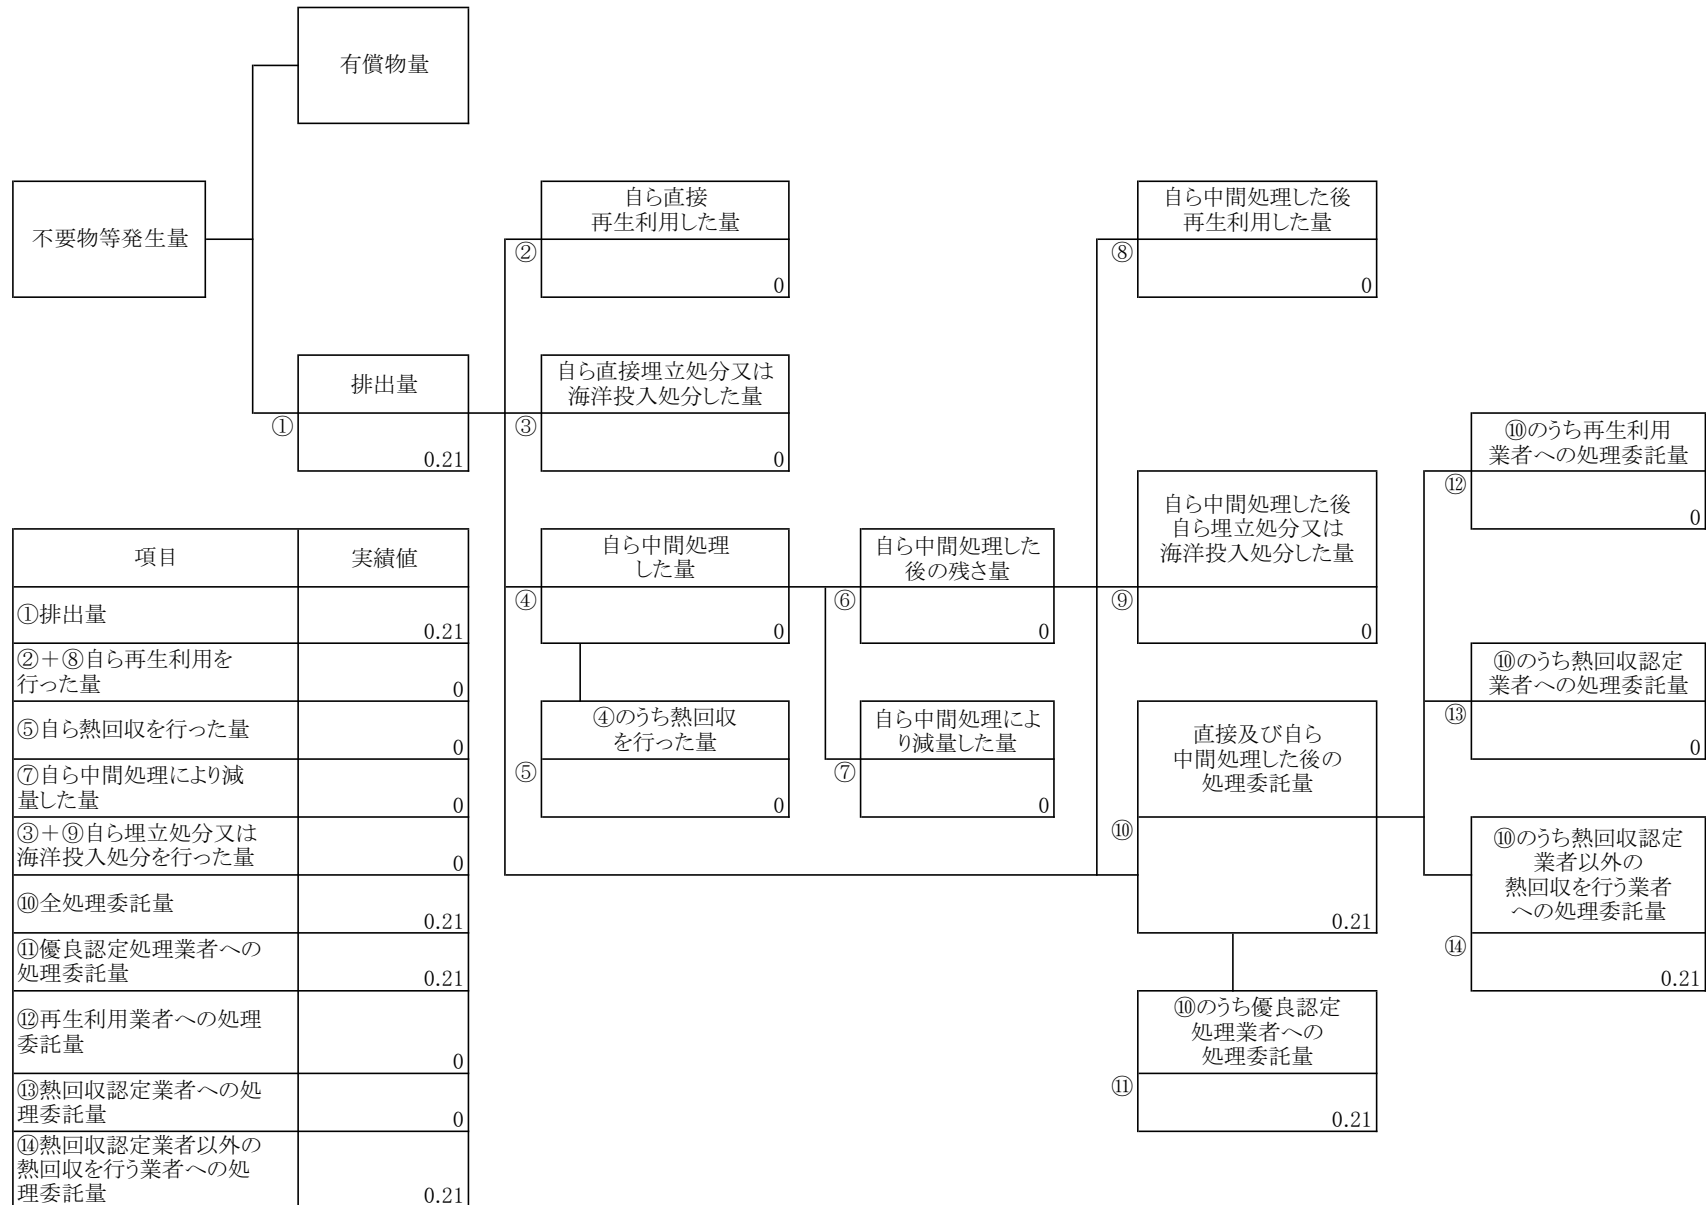 有償物量
不要物等発生量
①
排出量
0.21
②
自ら直接
再生利用した量
0
③
自ら直接埋立処分又は
海洋投入処分した量
0
④
自ら中間処理
した量
0
⑤
④のうち熱回収
を行った量
0
⑥
自ら中間処理した
後の残さ量
0
⑦
自ら中間処理によ
り減量した量
0
⑧
自ら中間処理した後
再生利用した量
0
⑨
自ら中間処理した後
自ら埋立処分又は
海洋投入処分した量
0
⑩
直接及び自ら
中間処理した後の
処理委託量
0.21
⑪
⑩のうち優良認定
処理業者への
処理委託量
0.21
⑫
⑩のうち再生利用
業者への処理委託量
0
⑬
⑩のうち熱回収認定
業者への処理委託量
0
⑭
⑩のうち熱回収認定
業者以外の
熱回収を行う業者
への処理委託量
0.21
項目 実績値
①排出量 0.21
②＋⑧自ら再生利用を
行った量 0
⑤自ら熱回収を行った量 0
⑦自ら中間処理により減
量した量 0
③＋⑨自ら埋立処分又は
海洋投入処分を行った量 0
⑩全処理委託量 0.21
⑪優良認定処理業者への
処理委託量 0.21
⑫再生利用業者への処理
委託量 0
⑬熱回収認定業者への処
理委託量 0
⑭熱回収認定業者以外の
熱回収を行う業者への処
理委託量 0.21